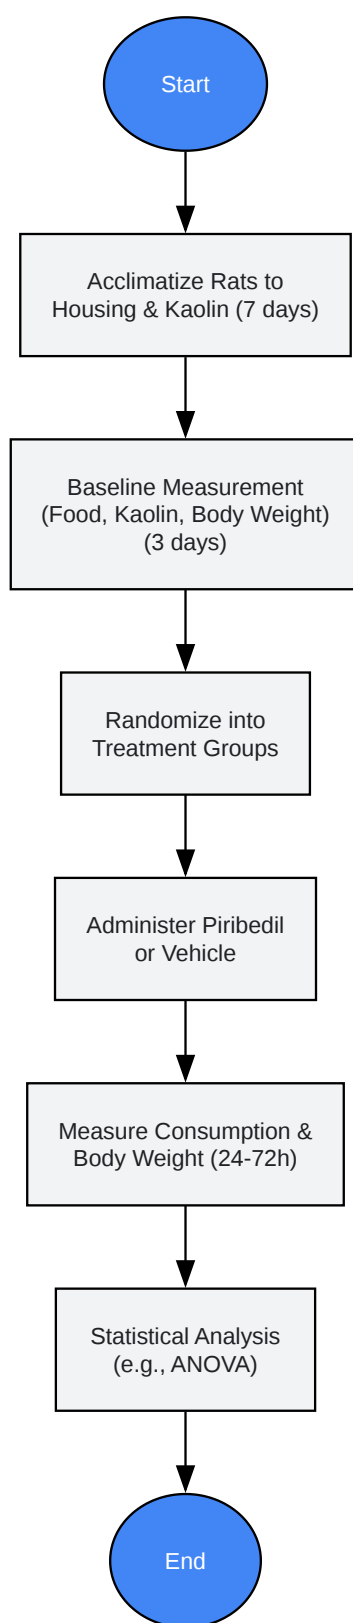 Start
Acclimatize Rats to
Housing & Kaolin (7 days)
Baseline Measurement
(Food, Kaolin, Body Weight)
(3 days)
Randomize into
Treatment Groups
Administer Piribedil
or Vehicle
Measure Consumption &
Body Weight (24-72h)
Statistical Analysis
(e.g., ANOVA)
End